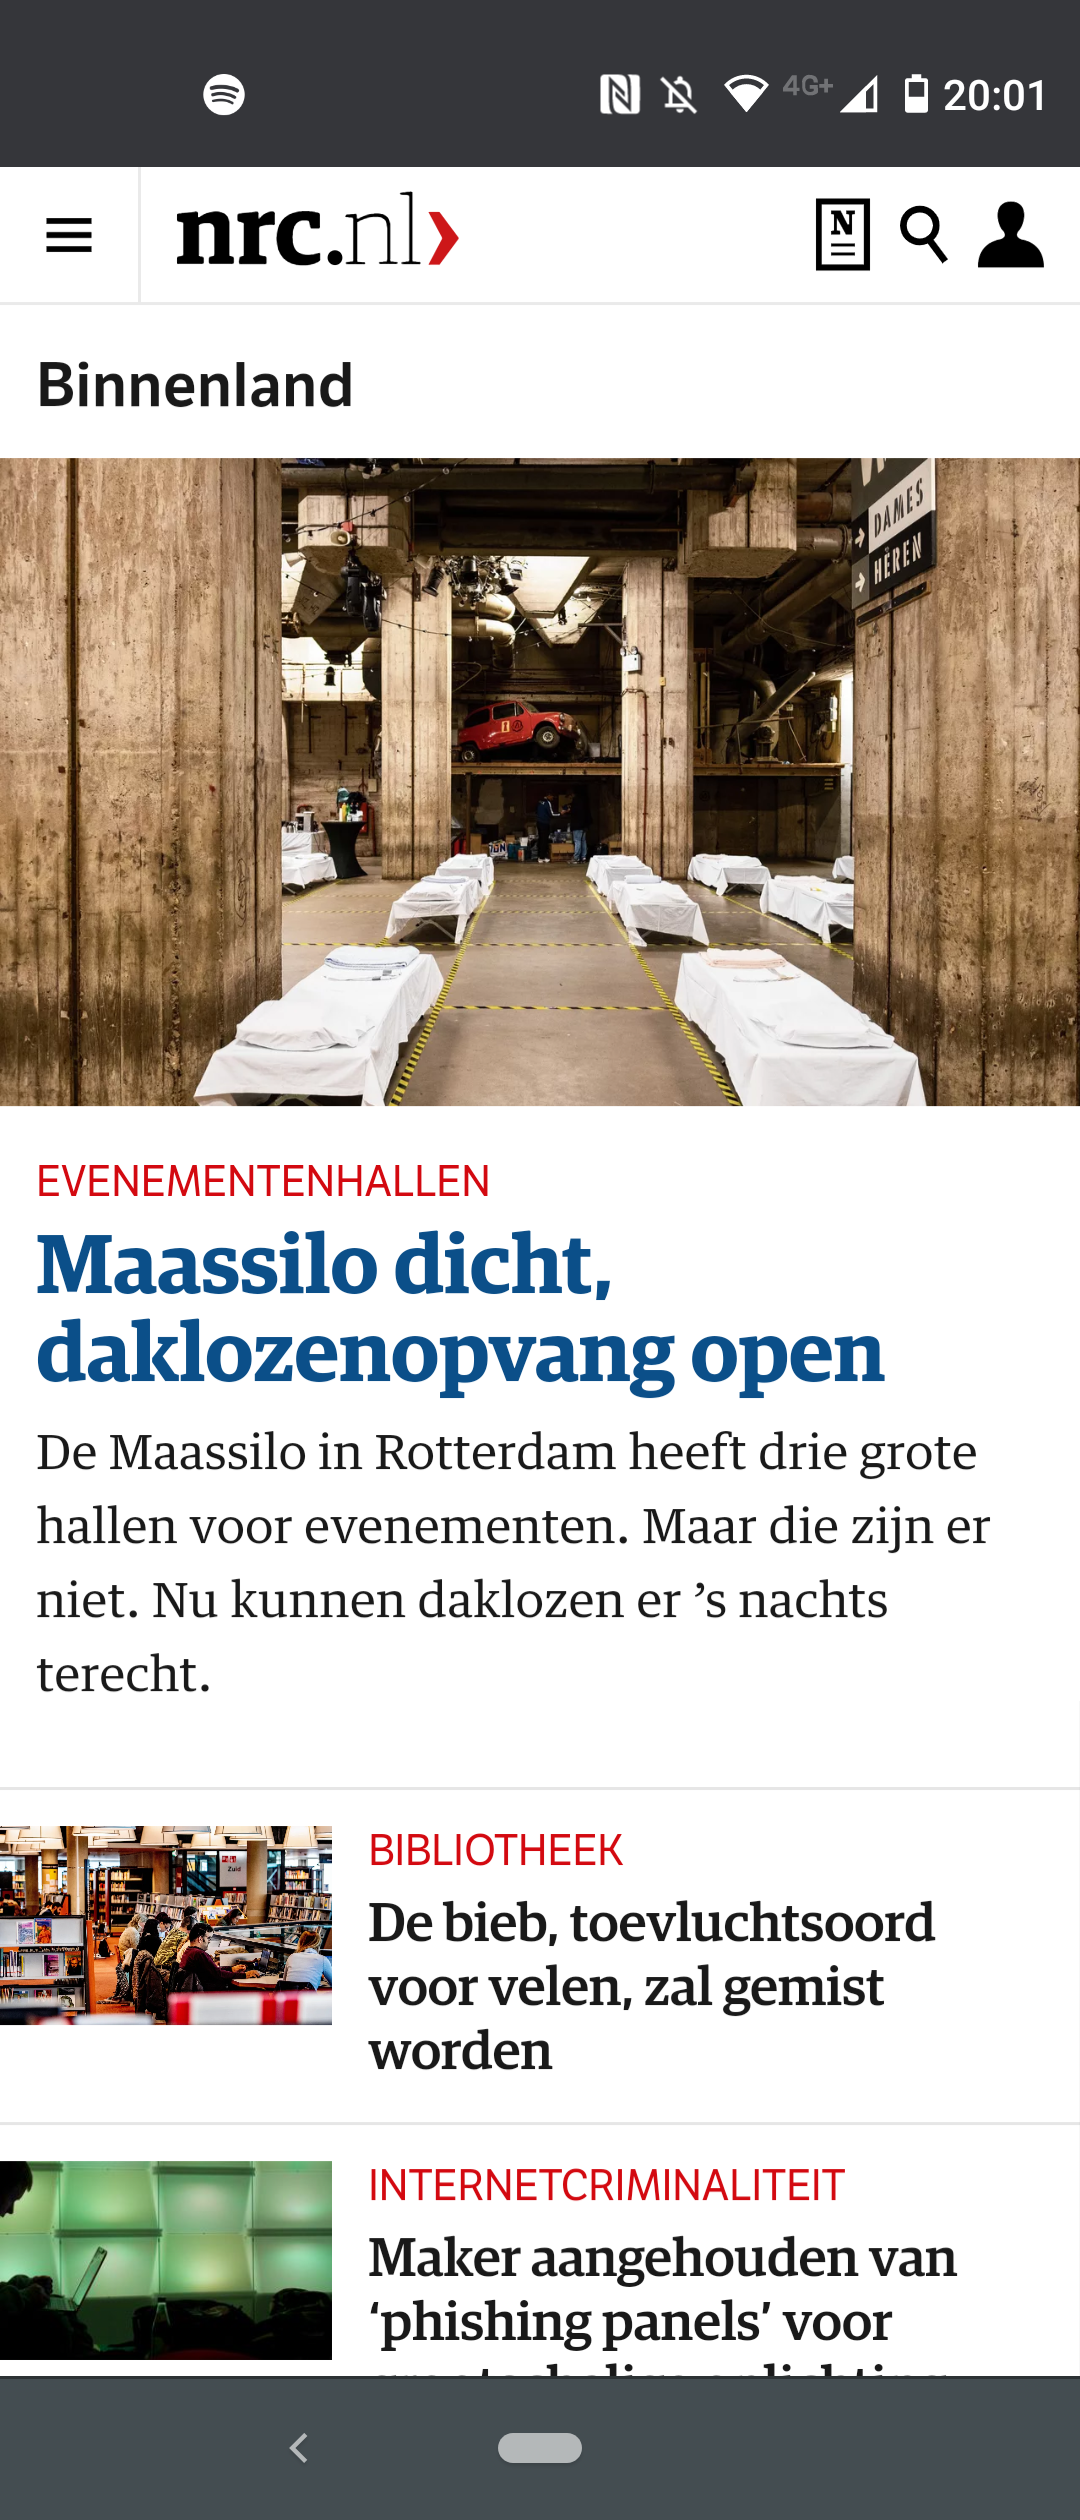 4G+ 20:01
nrc.nl
N
Binnenland
DAMES
HEREN
EVENEMENTENHALLEN
Maassilo dicht,
daklozenopvang open
De Maassilo in Rotterdam heeft drie grote
hallen voor evenementen. Maar die zijn er
niet. Nu kunnen daklozen er ’s nachts
terecht.
Zuid
BIBLIOTHEEK
De bieb, toevluchtsoord
voor velen, zal gemist
worden
INTERNETCRIMINALITEIT
Maker aangehouden van
‘phishing panels’ voor